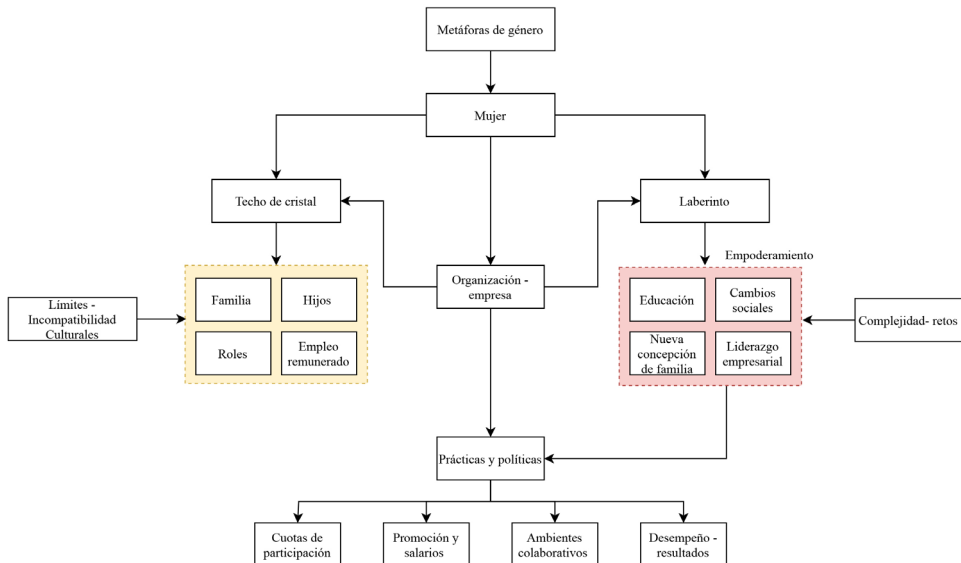 Metáforas de género
Mujer
Techo de cristal
Laberinto
Organización -
empresa
Empoderamiento
Familia
Hijos
Roles
Empleo
remunerado
Límites -
Incompatibilidad
Culturales
Educación
Cambios
sociales
Nueva
concepción
de familia
Liderazgo
empresarial
Complejidad- retos
Prácticas y políticas
Cuotas de
participación
Promoción y
salarios
Ambientes
colaborativos
Desempeño -
resultados